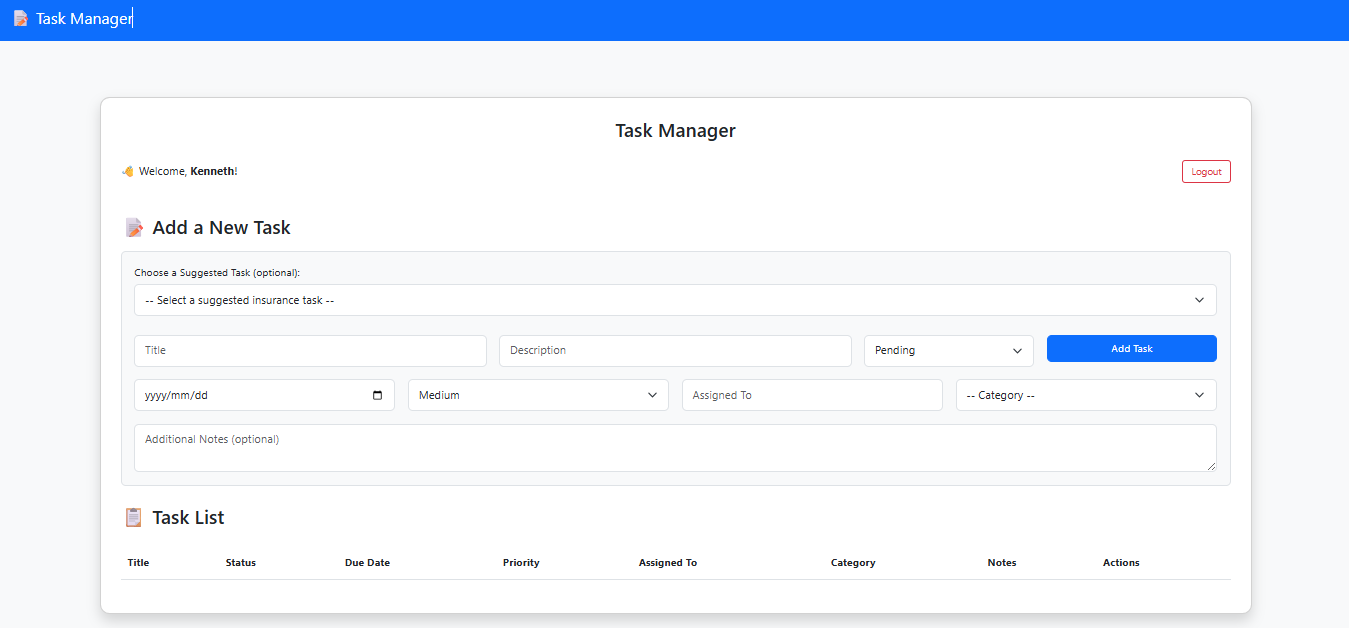 Task Manager
Task Manager
Welcome, Kenneth!
Logout
Add a New Task
Choose a Suggested Task (optional):
-- Select a suggested insurance task --
Title Description Pending Add Task
yyyy/mm/dd Medium Assigned To -- Category --
Additional Notes (optional)
Task List
Title Status Due Date Priority Assigned To Category Notes Actions